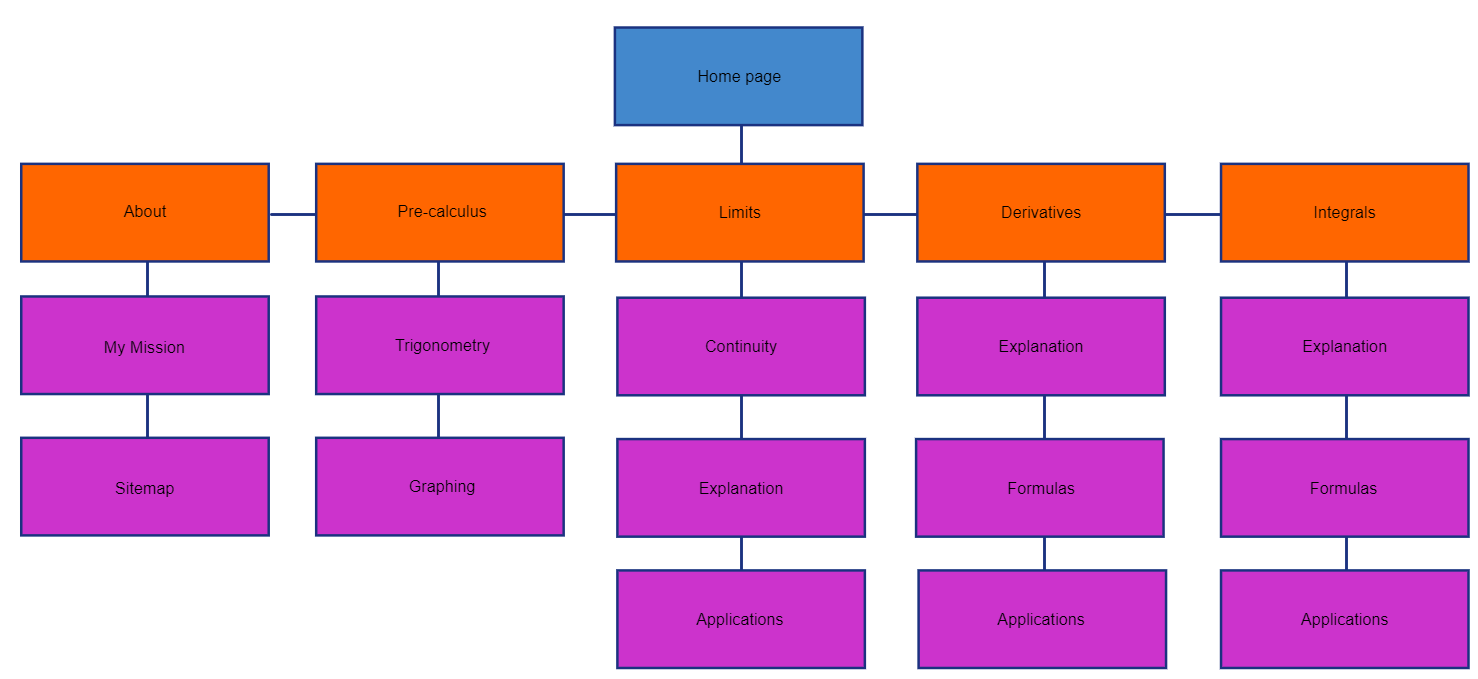 Home page
About
Pre-calculus
Limits
Derivatives
Integrals
My Mission
Trigonometry
Continuity
Explanation
Explanation
Sitemap
Graphing
Explanation
Formulas
Formulas
Applications
Applications
Applications